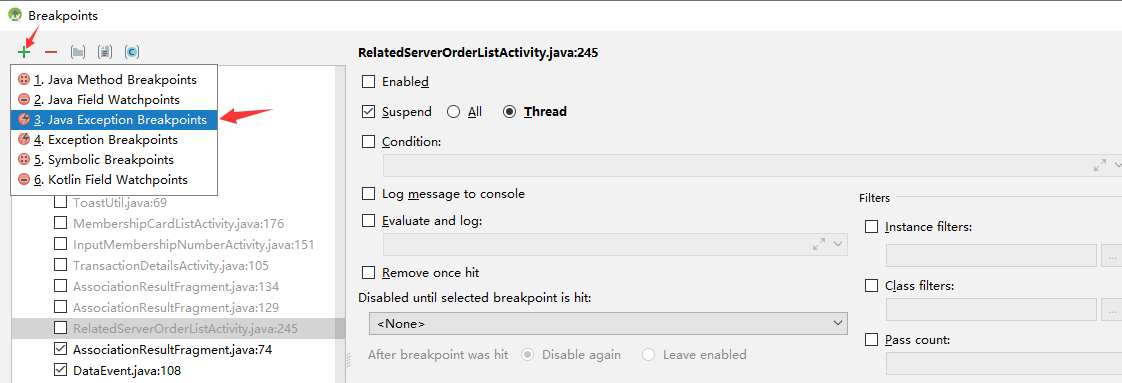 Breakpoints
1. Java Method Breakpoints
2. Java Field Watchpoints
3. Java Exception Breakpoints
4. Exception Breakpoints
5. Symbolic Breakpoints
6. Kotlin Field Watchpoints
ToastUtil.java:69
MembershipCardListActivity.java:176
InputMembershipNumberActivity.java:151
TransactionDetailsActivity.java:105
AssociationResultFragment.java:134
AssociationResultFragment.java:129
RelatedServerOrderListActivity.java:245
AssociationResultFragment.java:74
DataEvent.java:108
RelatedServerOrderListActivity.java:245
Enabled
Suspend All Thread
Condition:
Log message to console
Evaluate and log:
Remove once hit
Disabled until selected breakpoint is hit:
<None>
After breakpoint was hit Disable again Leave enabled
Filters
Instance filters:
...
Class filters:
...
Pass count: